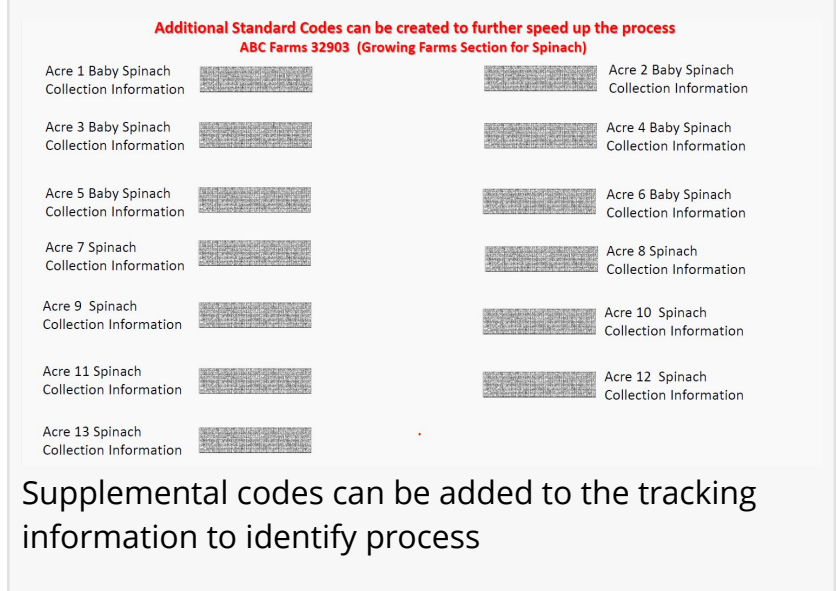 Additional Standard Codes can be created to further speed up the process
ABC Farms 32903 (Growing Farms Section for Spinach)
Acre 1 Baby Spinach
Collection Information
Acre 2 Baby Spinach
Collection Information
Acre 3 Baby Spinach
Collection Information
Acre 4 Baby Spinach
Collection Information
Acre 5 Baby Spinach
Collection Information
Acre 6 Baby Spinach
Collection Information
Acre 7 Spinach
Collection Information
Acre 8 Spinach
Collection Information
Acre 9 Spinach
Collection Information
Acre 10 Spinach
Collection Information
Acre 11 Spinach
Collection Information
Acre 12 Spinach
Collection Information
Acre 13 Spinach
Collection Information
Supplemental codes can be added to the tracking
information to identify process